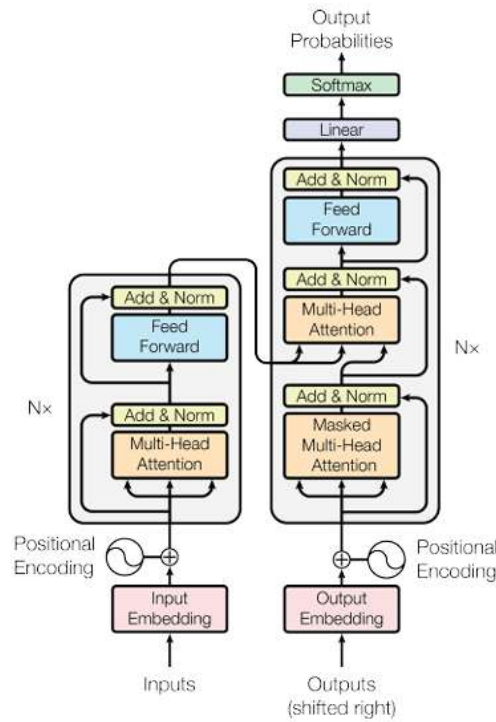 Output
Probabilities
Softmax
Linear
Add & Norm
Feed
Forward
Add & Norm
Multi-Head
Attention
Nx
Add & Norm
Masked
Multi-Head
Attention
Add & Norm
Feed
Forward
Nx
Add & Norm
Multi-Head
Attention
Positional
Encoding
Positional
Encoding
Input
Embedding
Output
Embedding
Inputs
Outputs
(shifted right)